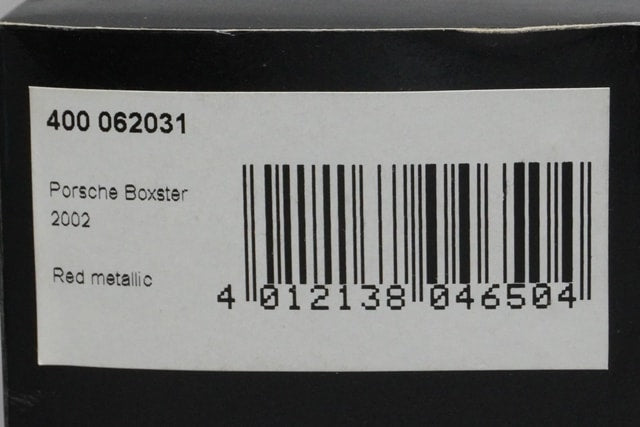 400 062031
Porsche Boxster
2002
Red metallic
4 012138 046504